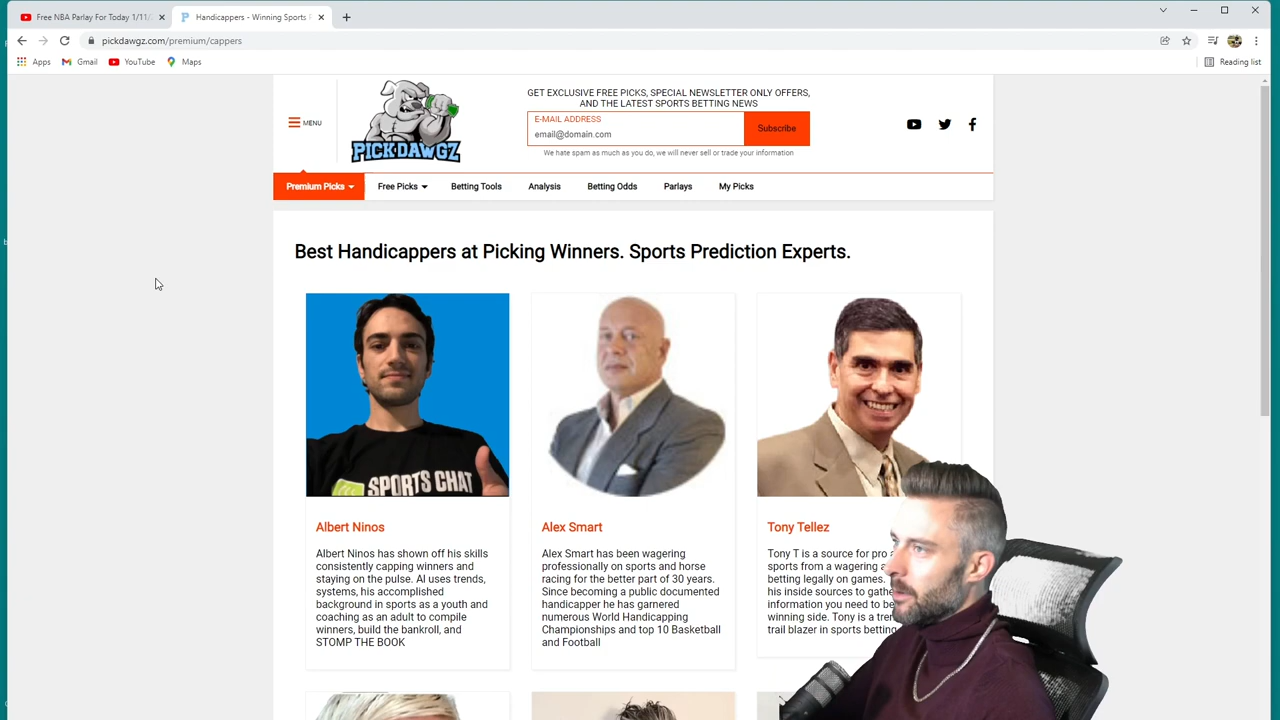 Free NBA Parlay For Today 1/11/
Handicappers - Winning Sports P
pickdawgz.com/premium/cappers
Apps
Gmail
YouTube
Maps
Reading list
MENU
PICKDAWGZ
GET EXCLUSIVE FREE PICKS, SPECIAL NEWSLETTER ONLY OFFERS,
AND THE LATEST SPORTS BETTING NEWS
E-MAIL ADDRESS
email@domain.com
Subscribe
We hate spam as much as you do, we will never sell or trade your information
Premium Picks
Free Picks
Betting Tools
Analysis
Betting Odds
Parlays
My Picks
Best Handicappers at Picking Winners. Sports Prediction Experts.
SPORTS CHAT
Albert Ninos
Albert Ninos has shown off his skills
consistently capping winners and
staying on the pulse. Al uses trends,
systems, his accomplished
background in sports as a youth and
coaching as an adult to compile
winners, build the bankroll, and
STOMP THE BOOK
Alex Smart
Alex Smart has been wagering
professionally on sports and horse
racing for the better part of 30 years.
Since becoming a public documented
handicapper he has garnered
numerous World Handicapping
Championships and top 10 Basketball
and Football
Tony Tellez
Tony T is a source for pro
sports from a wagering a
betting legally on games.
his inside sources to gathe
information you need to be
winning side. Tony is a tren
trail blazer in sports betting